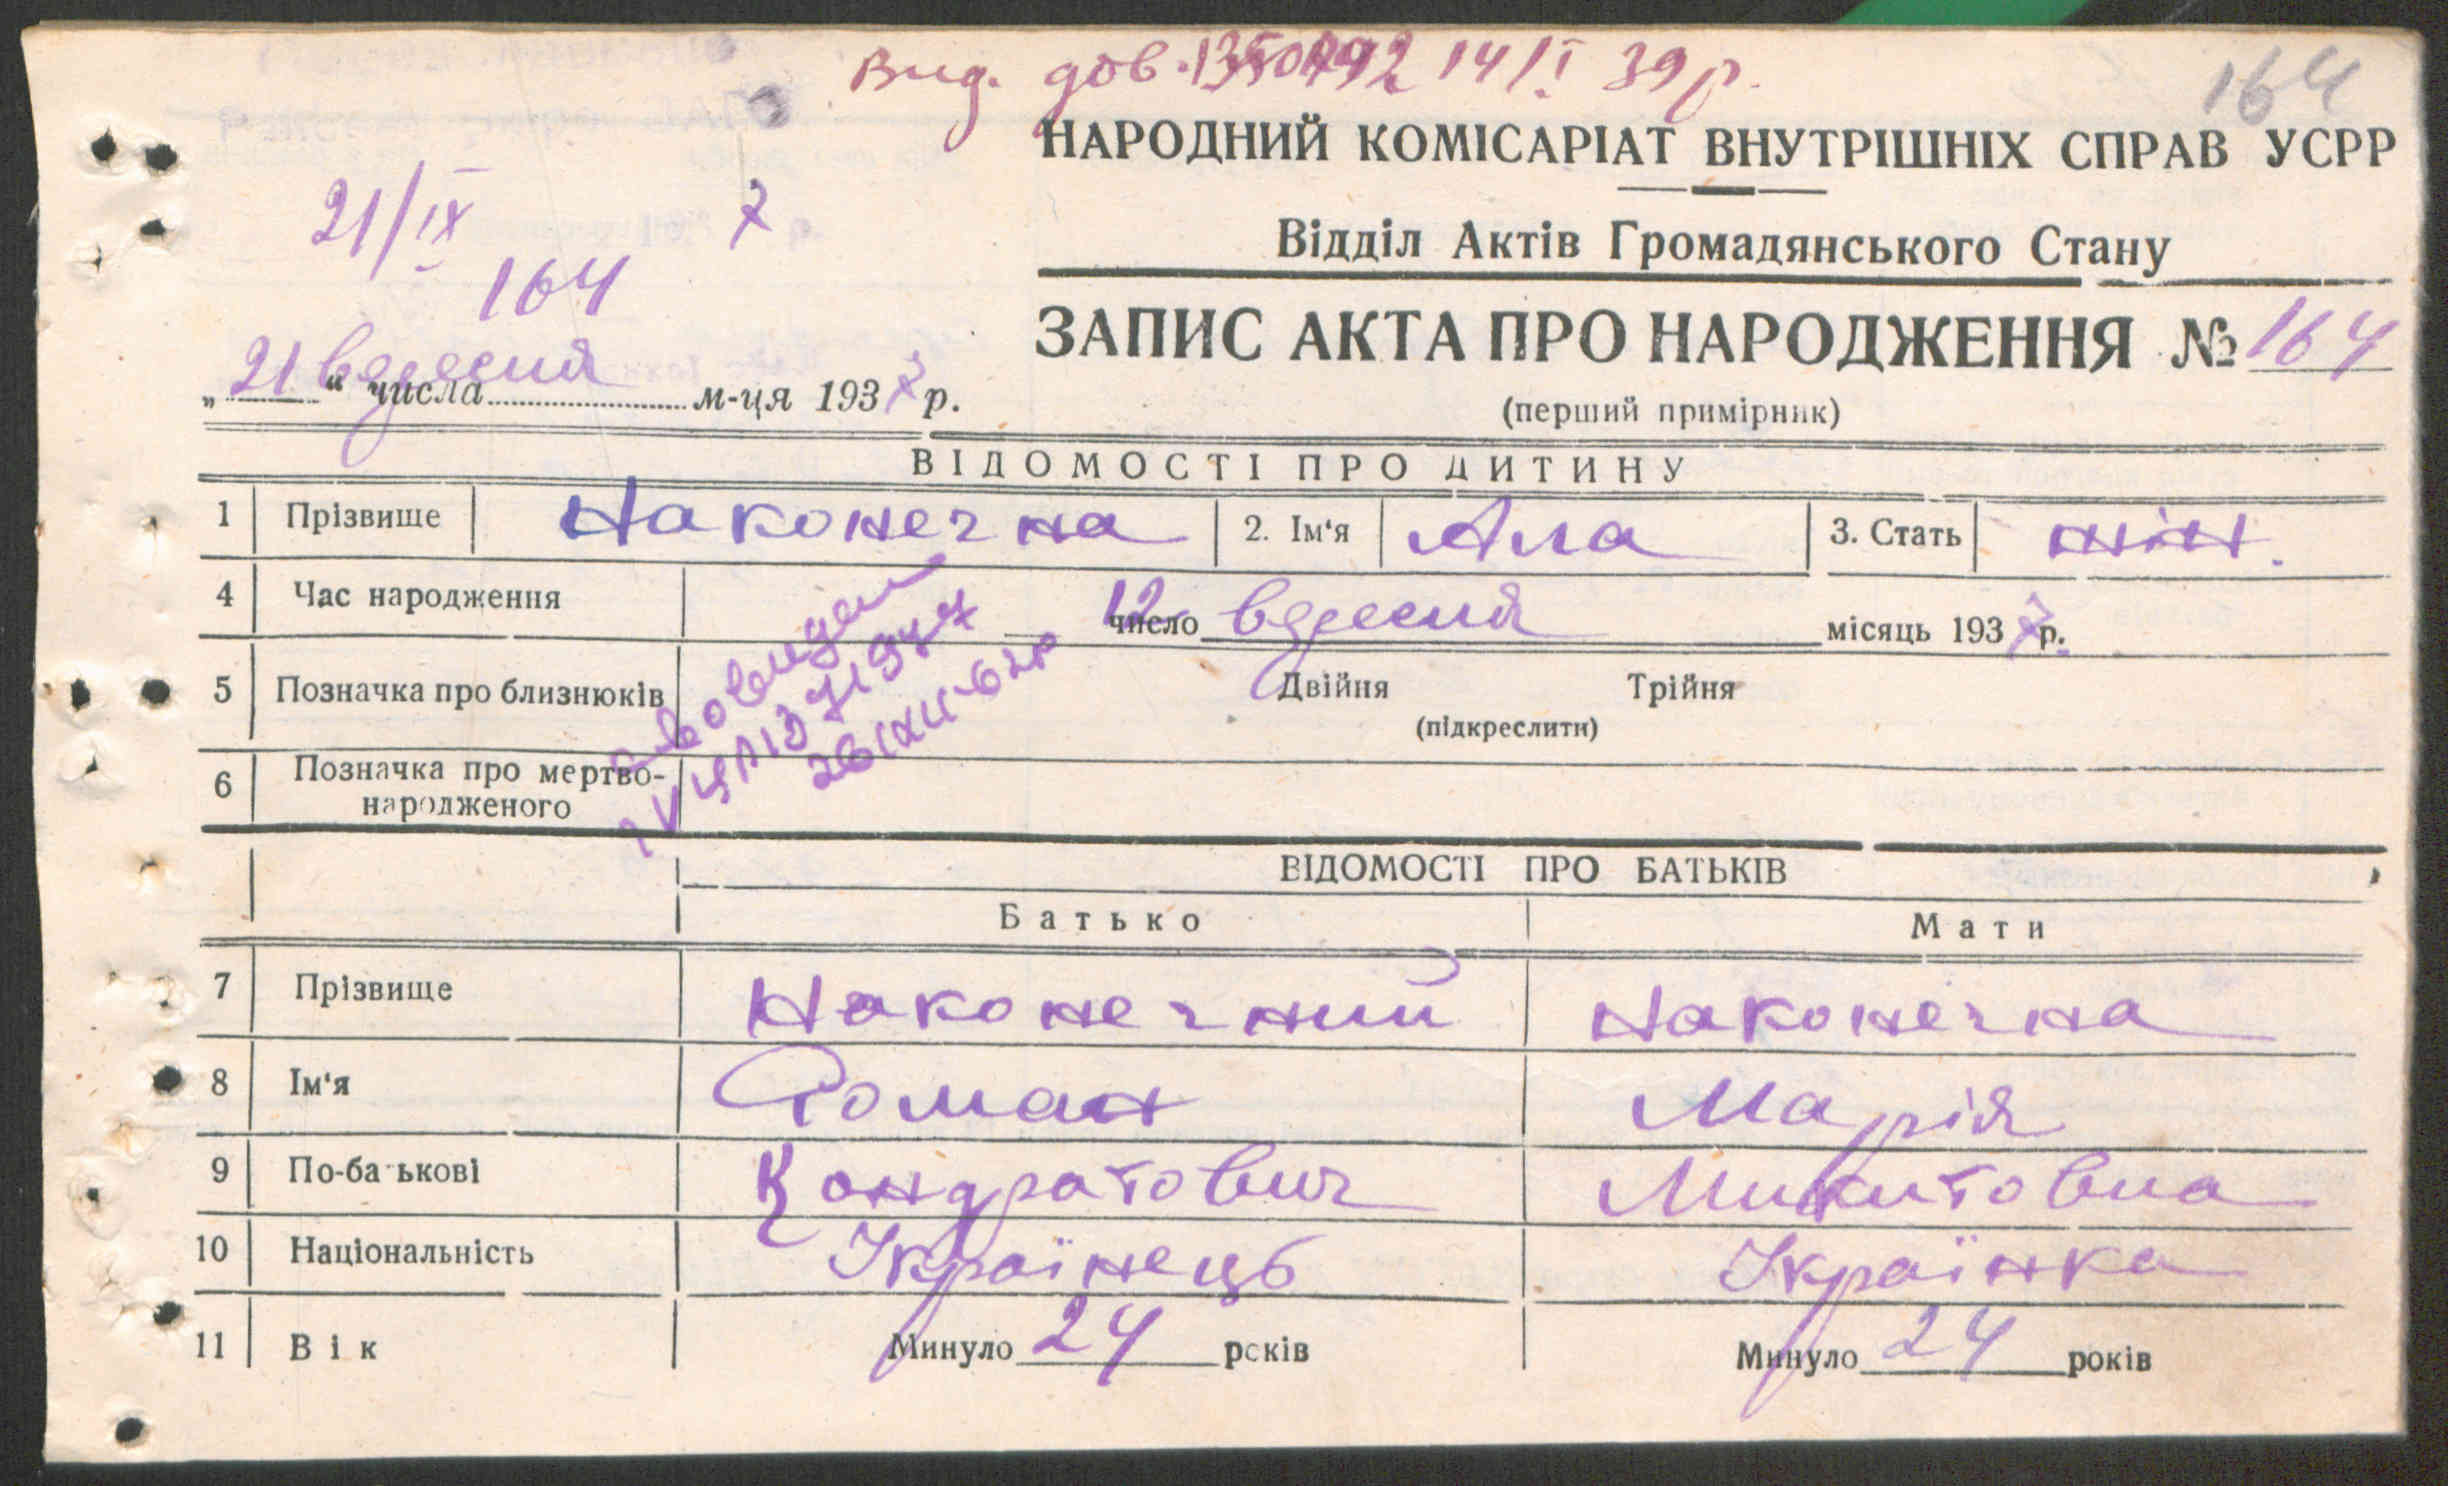 Вид. дов. 14/I 39 р.
164
НАРОДНИЙ КОМІСАРІАТ ВНУТРІШНІХ СПРАВ УСРР
21/IX 7 р.
Відділ Актів Громадянського Стану
164
ЗАПИС АКТА ПРО НАРОДЖЕННЯ № 164
„21“ числа вересня м-ця 1937 р.
(перший примірник)
ВІДОМОСТІ ПРО ДИТИНУ
1 Прізвище Наконечна 2. Ім‘я Ала 3. Стать жін.
4 Час народження 12 число вересня місяць 1937 р.
5 Позначка про близнюків Двійня Трійня
(підкреслити)
6 Позначка про мертво-
народженого
ВІДОМОСТІ ПРО БАТЬКІВ
Батько Мати
7 Прізвище Наконечний Наконечна
8 Ім‘я Роман Марія
9 По-батькові Кондратович Микитовна
10 Національність Українець Українка
11 Вік Минуло 24 років Минуло 24 років